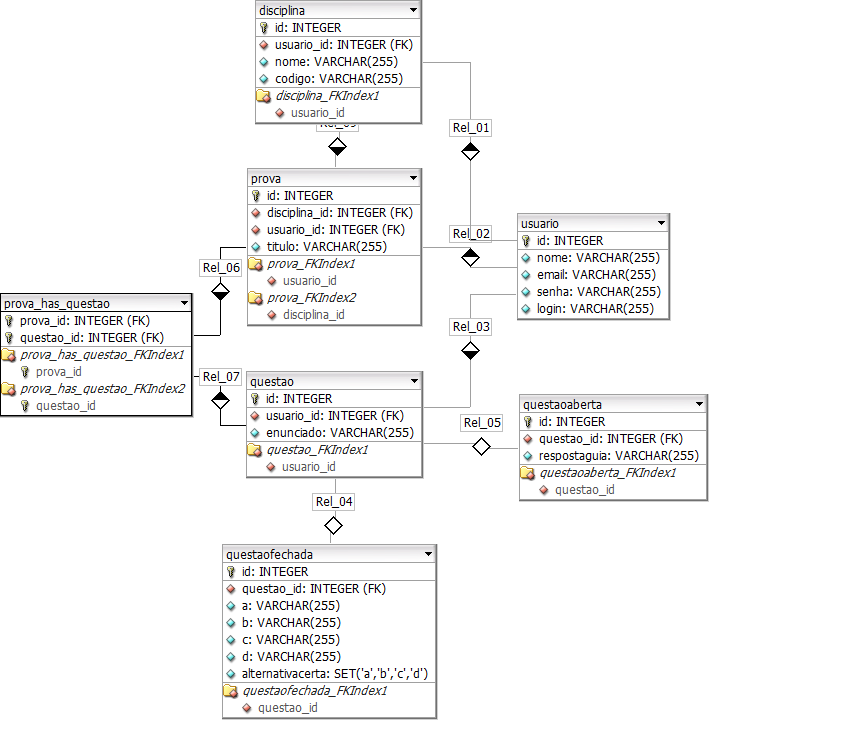 disciplina
id: INTEGER
usuario_id: INTEGER (FK)
nome: VARCHAR(255)
codigo: VARCHAR(255)
disciplina_FKIndex1
usuario_id
Rel_01
prova
id: INTEGER
disciplina_id: INTEGER (FK)
usuario_id: INTEGER (FK)
titulo: VARCHAR(255)
prova_FKIndex1
usuario_id
prova_FKIndex2
disciplina_id
Rel_02
usuario
id: INTEGER
nome: VARCHAR(255)
email: VARCHAR(255)
senha: VARCHAR(255)
login: VARCHAR(255)
Rel_06
prova_has_questao
prova_id: INTEGER (FK)
questao_id: INTEGER (FK)
prova_has_questao_FKIndex1
prova_id
prova_has_questao_FKIndex2
questao_id
Rel_03
Rel_07
questao
id: INTEGER
usuario_id: INTEGER (FK)
enunciado: VARCHAR(255)
questao_FKIndex1
usuario_id
Rel_05
questaoaberta
id: INTEGER
questao_id: INTEGER (FK)
respostaguia: VARCHAR(255)
questaoaberta_FKIndex1
questao_id
Rel_04
questaofechada
id: INTEGER
questao_id: INTEGER (FK)
a: VARCHAR(255)
b: VARCHAR(255)
c: VARCHAR(255)
d: VARCHAR(255)
alternativacerta: SET('a','b','c','d')
questaofechada_FKIndex1
questao_id